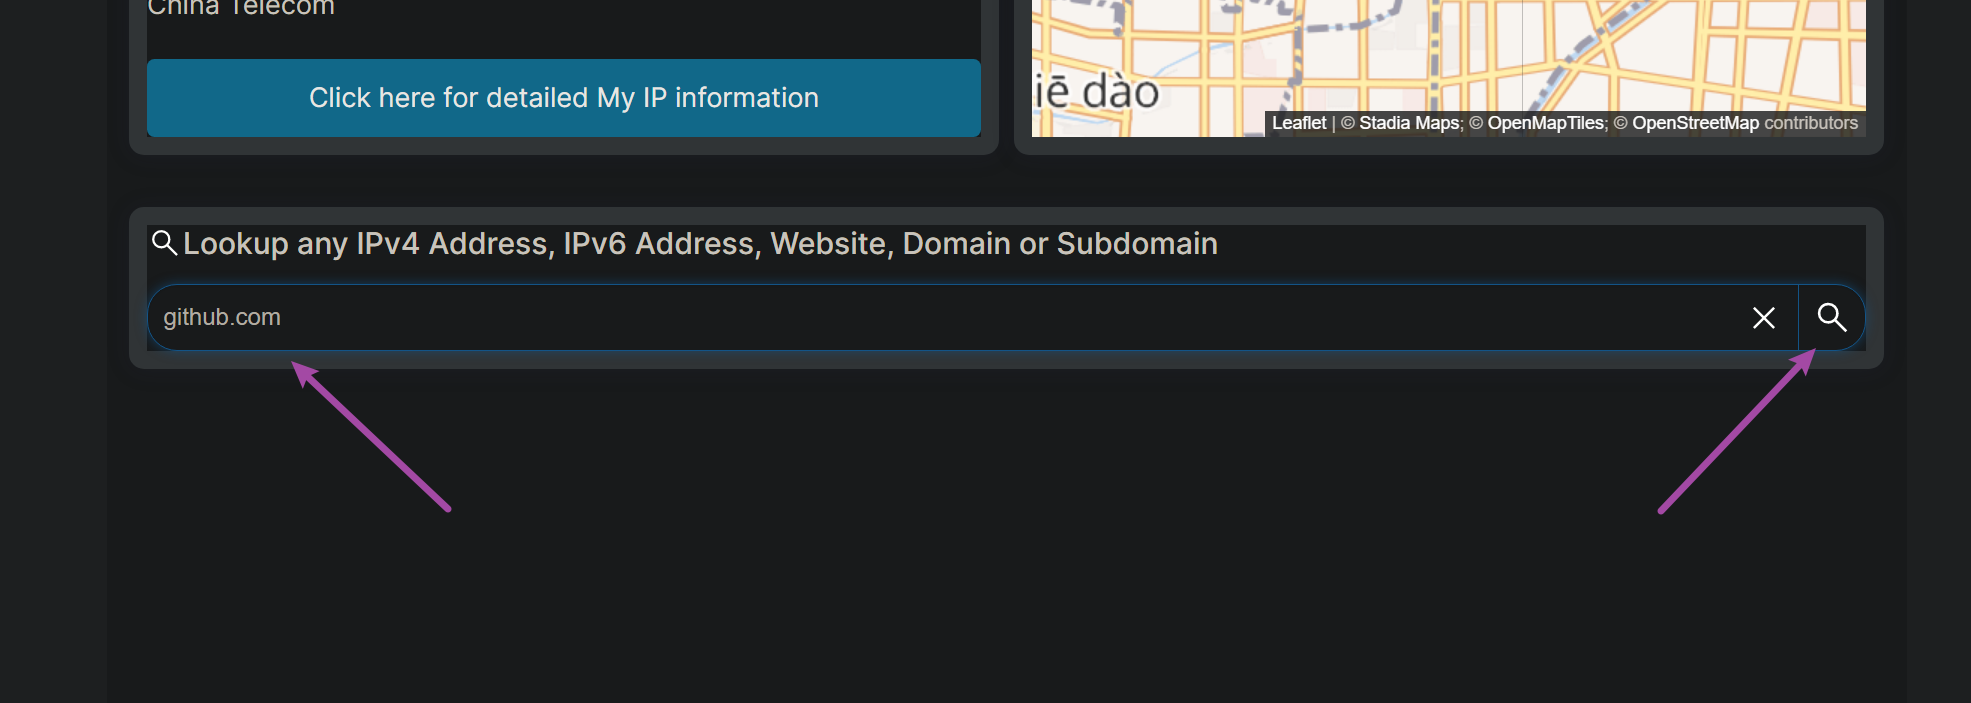 China Telecom
Click here for detailed My IP information
iē dào
Leaflet | © Stadia Maps; © OpenMapTiles; © OpenStreetMap contributors
Lookup any IPv4 Address, IPv6 Address, Website, Domain or Subdomain
github.com